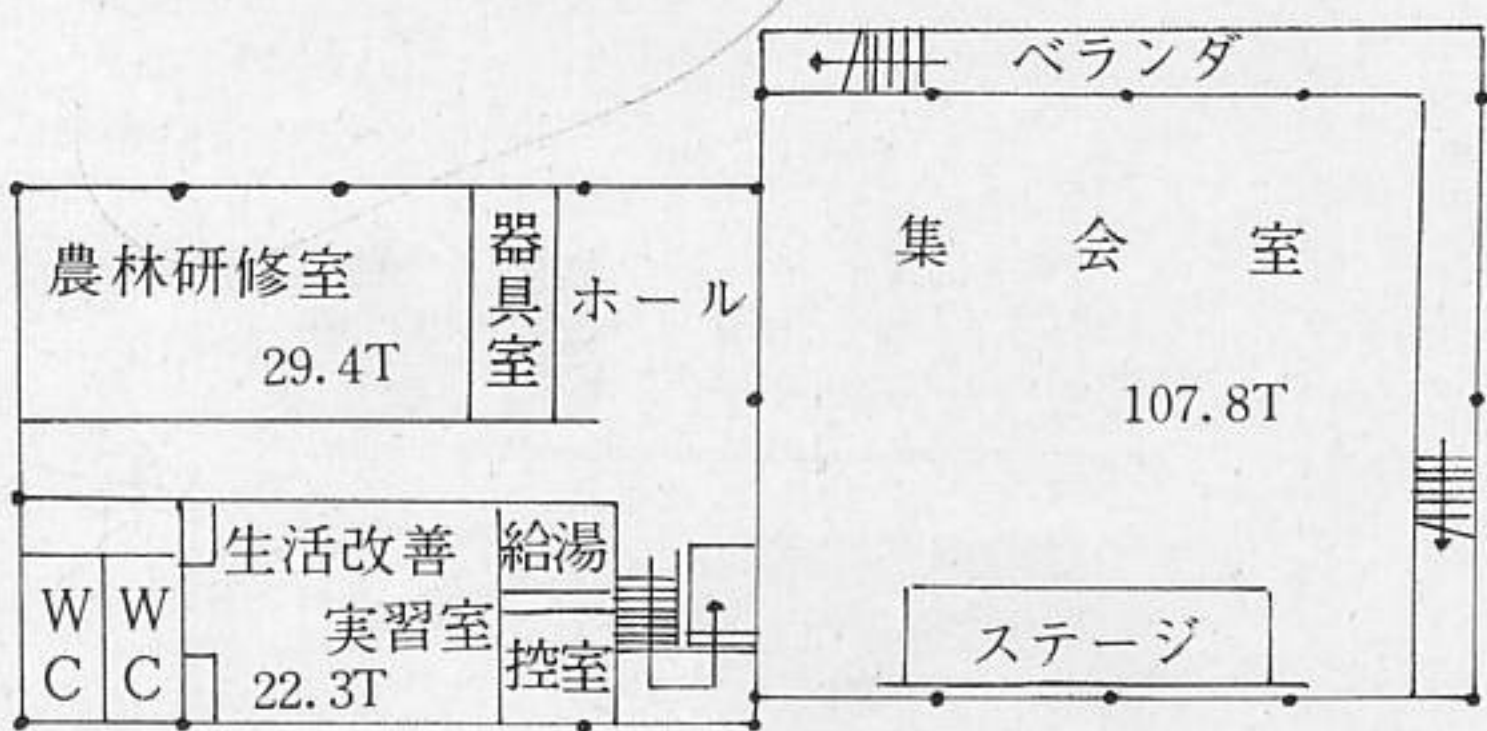 ベランダ
農林研修室
29.4T
器具室
ホール
集会室
107.8T
WC
WC
生活改善
実習室
22.3T
給湯
控室
ステージ